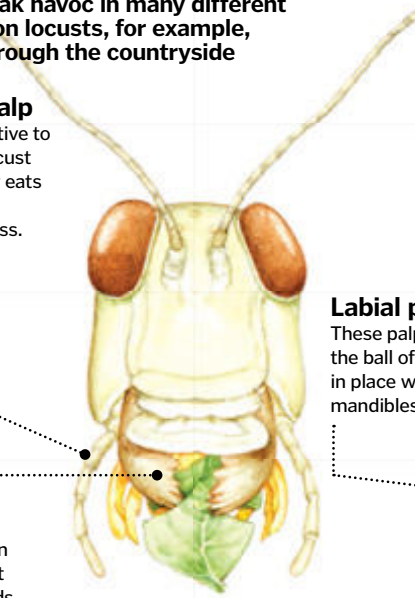 havoc in many different
on locusts, for example,
rough the countryside
alp
tive to
cust
eats
ss.
Labial p
These palp
the ball of
in place w
mandibles
n
t
ds